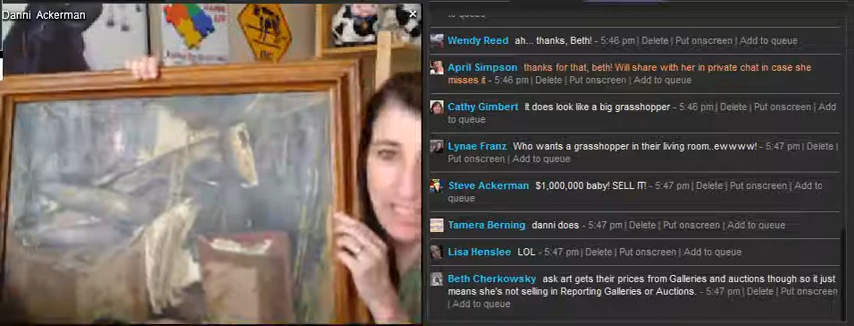 Danni Ackerman
to queue
Wendy Reed ah... thanks, Beth! - 5:46 pm | Delete | Put onscreen | Add to queue
April Simpson thanks for that, beth! Will share with her in private chat in case she
misses it - 5:46 pm | Delete | Put onscreen | Add to queue
Cathy Gimbert It does look like a big grasshopper - 5:46 pm | Delete | Put onscreen | Add
to queue
Lynae Franz Who wants a grasshopper in their living room..ewwww! - 5:47 pm | Delete |
Put onscreen | Add to queue
Steve Ackerman $1,000,000 baby! SELL IT! - 5:47 pm | Delete | Put onscreen | Add to
queue
Tamera Berning danni does - 5:47 pm | Delete | Put onscreen | Add to queue
Lisa Henslee LOL - 5:47 pm | Delete | Put onscreen | Add to queue
Beth Cherkowsky ask art gets their prices from Galleries and auctions though so it just
means she's not selling in Reporting Galleries or Auctions. - 5:47 pm | Delete | Put onscreen
| Add to queue